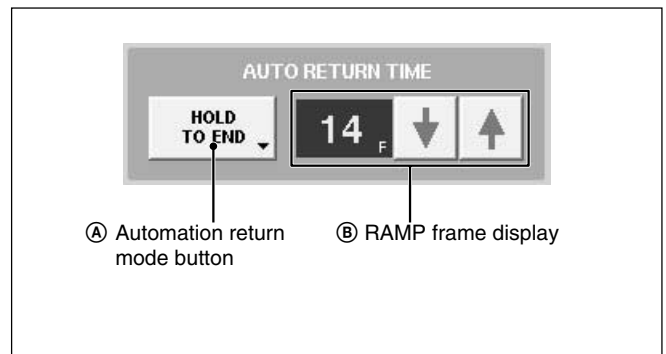 AUTO RETURN TIME
HOLD
TO END
14 F
Ⓐ Automation return
mode button
Ⓑ RAMP frame display